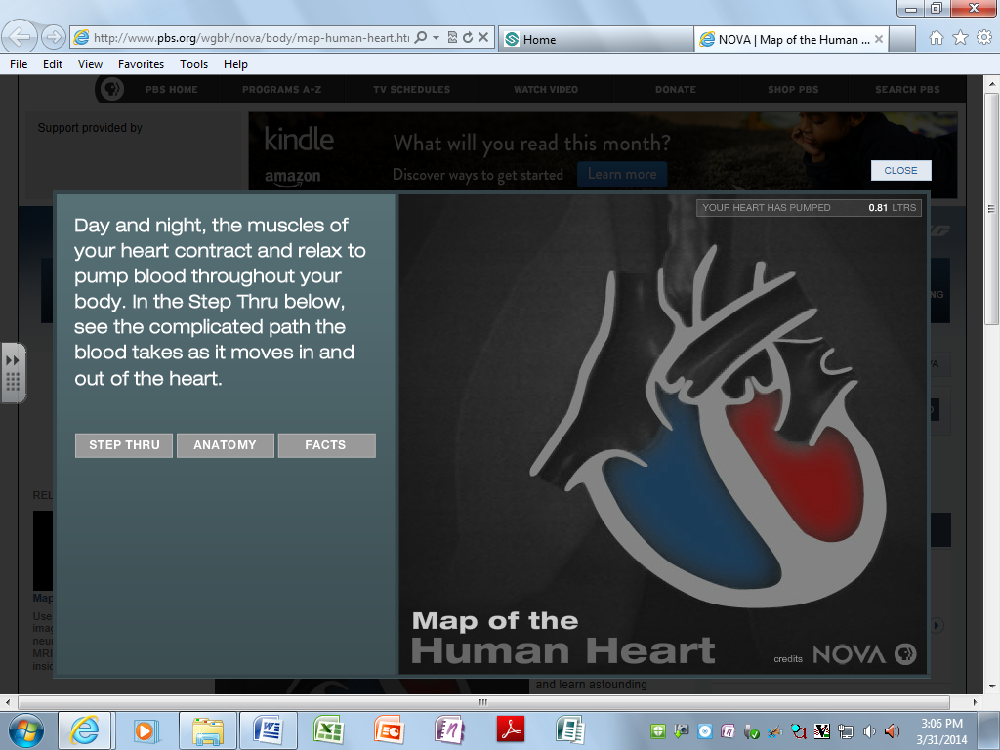 http://www.pbs.org/wgbh/nova/body/map-human-heart.ht
Home
NOVA | Map of the Human ...
File Edit View Favorites Tools Help
PBS HOME PROGRAMS A-Z TV SCHEDULES WATCH VIDEO DONATE SHOP PBS SEARCH PBS
Support provided by
kindle
amazon
What will you read this month?
Discover ways to get started Learn more
CLOSE
YOUR HEART HAS PUMPED 0.81 LTRS
Day and night, the muscles of
your heart contract and relax to
pump blood throughout your
body. In the Step Thru below,
see the complicated path the
blood takes as it moves in and
out of the heart.
STEP THRU ANATOMY FACTS
Map of the
Human Heart
credits NOVA
REL
Map
Use
imag
neur
MRI
insid
and learn astounding
3:06 PM
3/31/2014